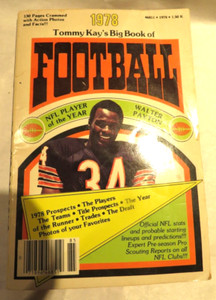 130 Pages Crammed
with Action Photos
and Facts!!
1978
Tommy Kay's Big Book of
FOOTBALL
NFL PLAYER
of the YEAR
WALTER
PAYTON
34
1978 Prospects • The Players
The Teams • Title Prospects • The Year
of the Runner • Trades • The Draft
Photos of your Favorites
Official NFL stats
and probable starting
lineups and predictions!!!
Expert Pre-season Pro
Scouting Reports on all
NFL Clubs!!!